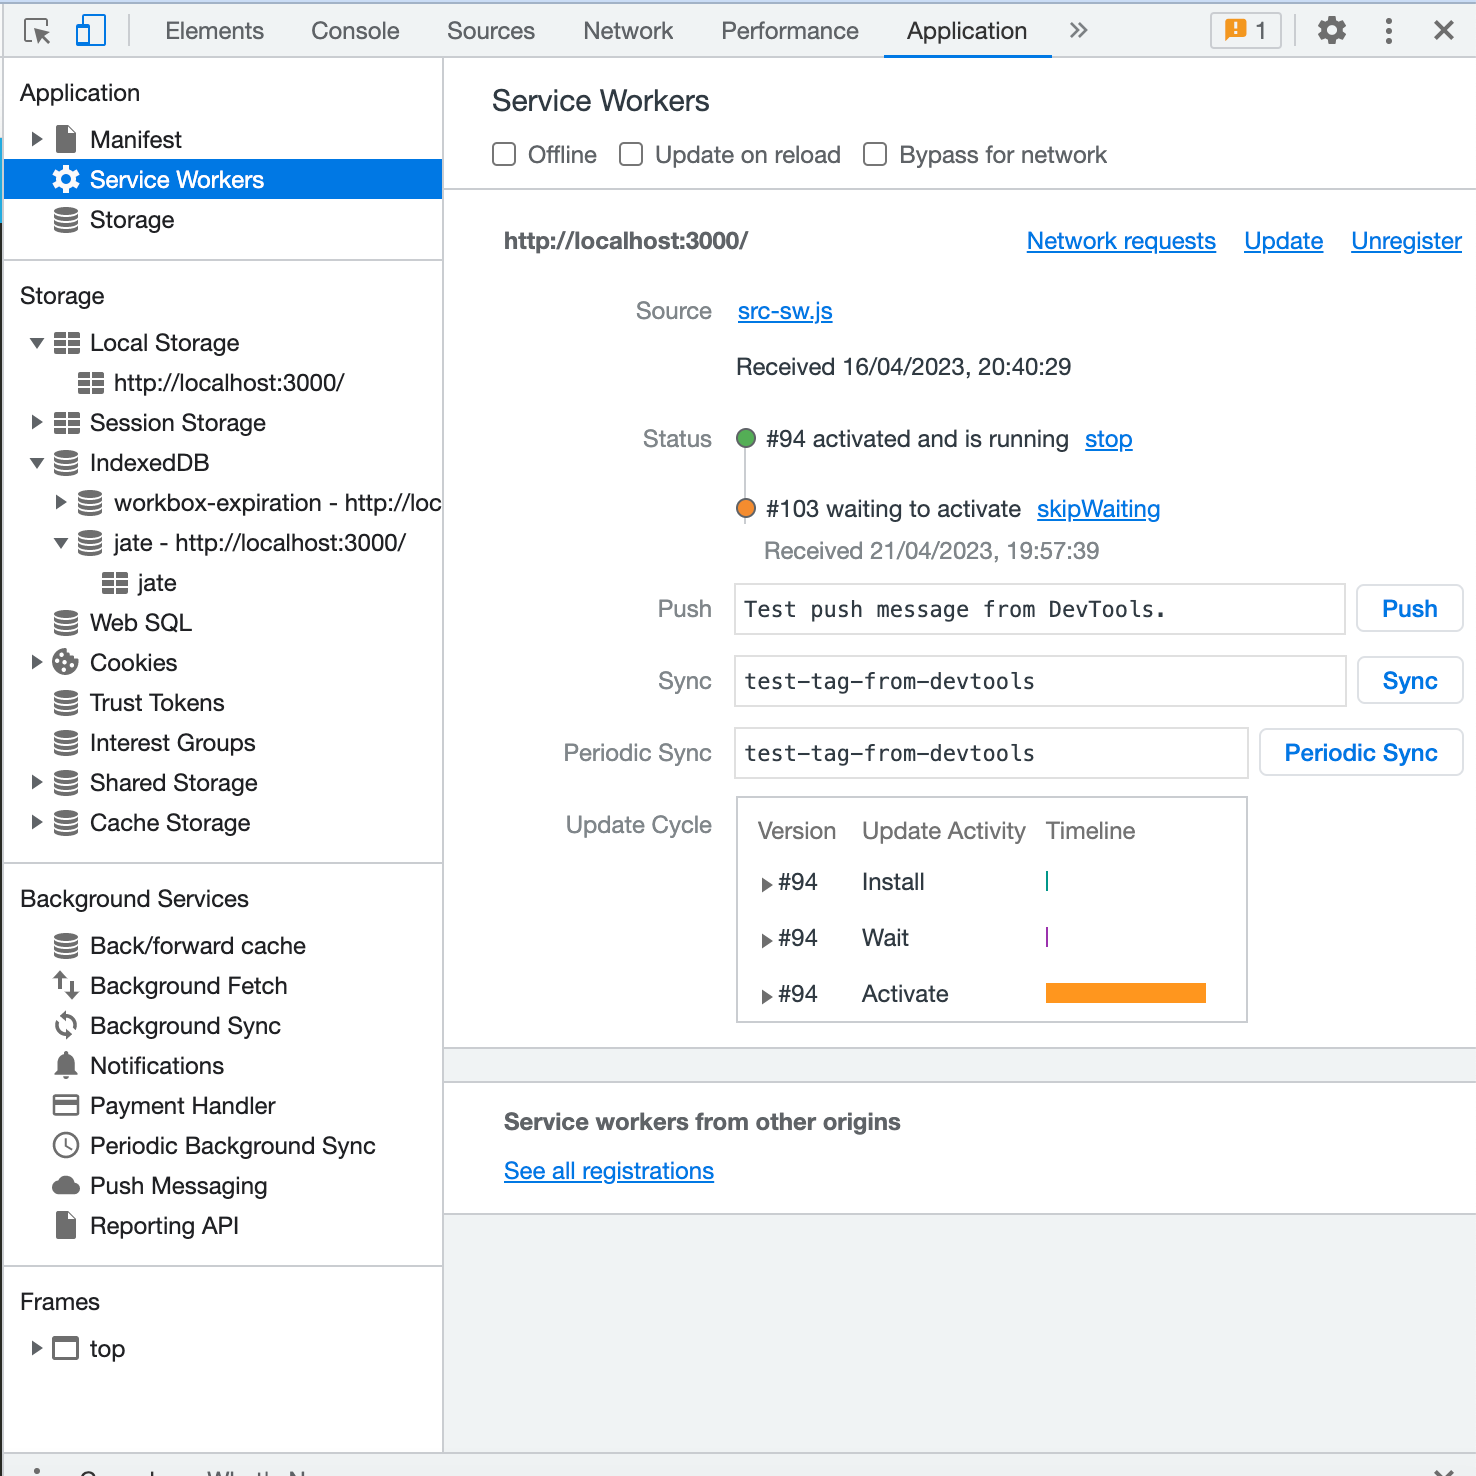 Elements Console Sources Network Performance Application 1
Application
Manifest
Service Workers
Storage
Storage
Local Storage
http://localhost:3000/
Session Storage
IndexedDB
workbox-expiration - http://loc
jate - http://localhost:3000/
jate
Web SQL
Cookies
Trust Tokens
Interest Groups
Shared Storage
Cache Storage
Background Services
Back/forward cache
Background Fetch
Background Sync
Notifications
Payment Handler
Periodic Background Sync
Push Messaging
Reporting API
Frames
top
Service Workers
Offline Update on reload Bypass for network
http://localhost:3000/ Network requests Update Unregister
Source src-sw.js
Received 16/04/2023, 20:40:29
Status #94 activated and is running stop
#103 waiting to activate skipWaiting
Received 21/04/2023, 19:57:39
Push Test push message from DevTools. Push
Sync test-tag-from-devtools Sync
Periodic Sync test-tag-from-devtools Periodic Sync
Update Cycle Version Update Activity Timeline
#94 Install
#94 Wait
#94 Activate
Service workers from other origins
See all registrations